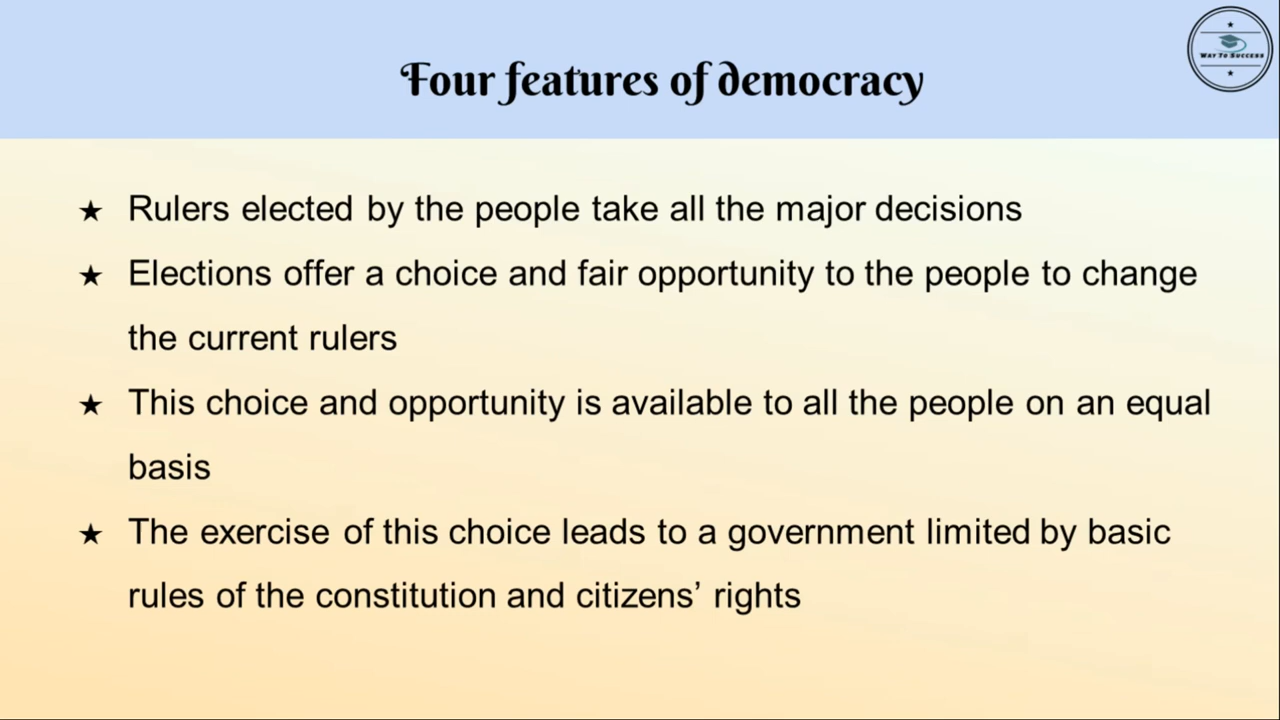 Four features of democracy
WAY TO SUCCESS
★ Rulers elected by the people take all the major decisions
★ Elections offer a choice and fair opportunity to the people to change
the current rulers
★ This choice and opportunity is available to all the people on an equal
basis
★ The exercise of this choice leads to a government limited by basic
rules of the constitution and citizens’ rights